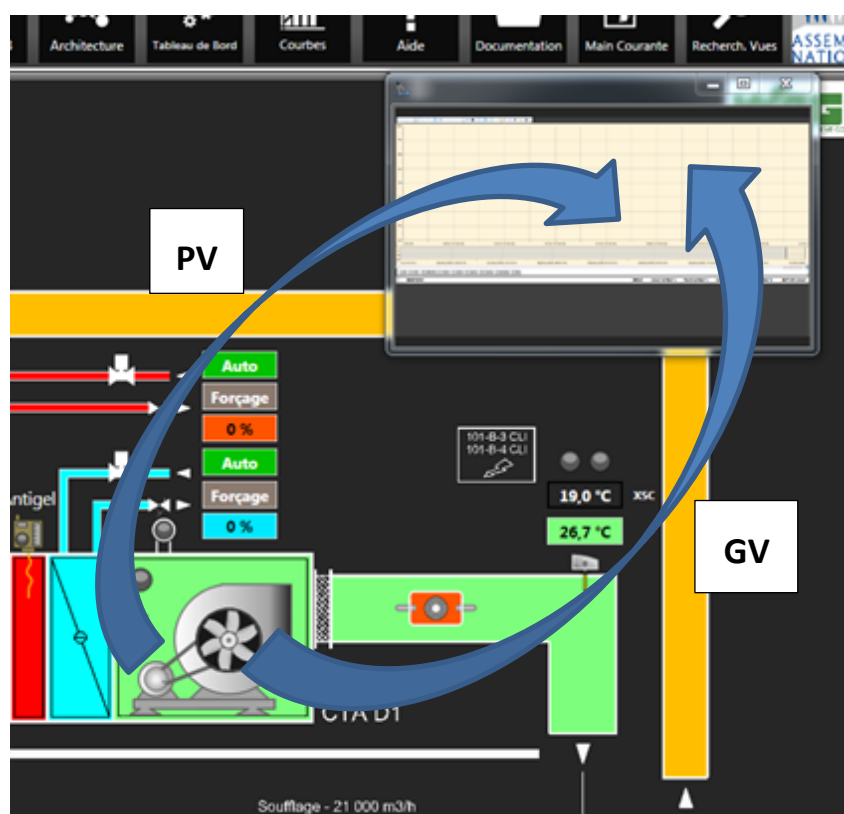 Architecture
Tableau de Bord
Courbes
Aide
Documentation
Main Courante
Recherch. Vues
ASSEM
NATIO
PV
Auto
Forçage
0 %
Auto
Forçage
0 %
101-B-3 CLI
101-B-4 CLI
19,0 °C
XSC
26,7 °C
ntigel
GV
CTA D1
Soufflage - 21 000 m3/h